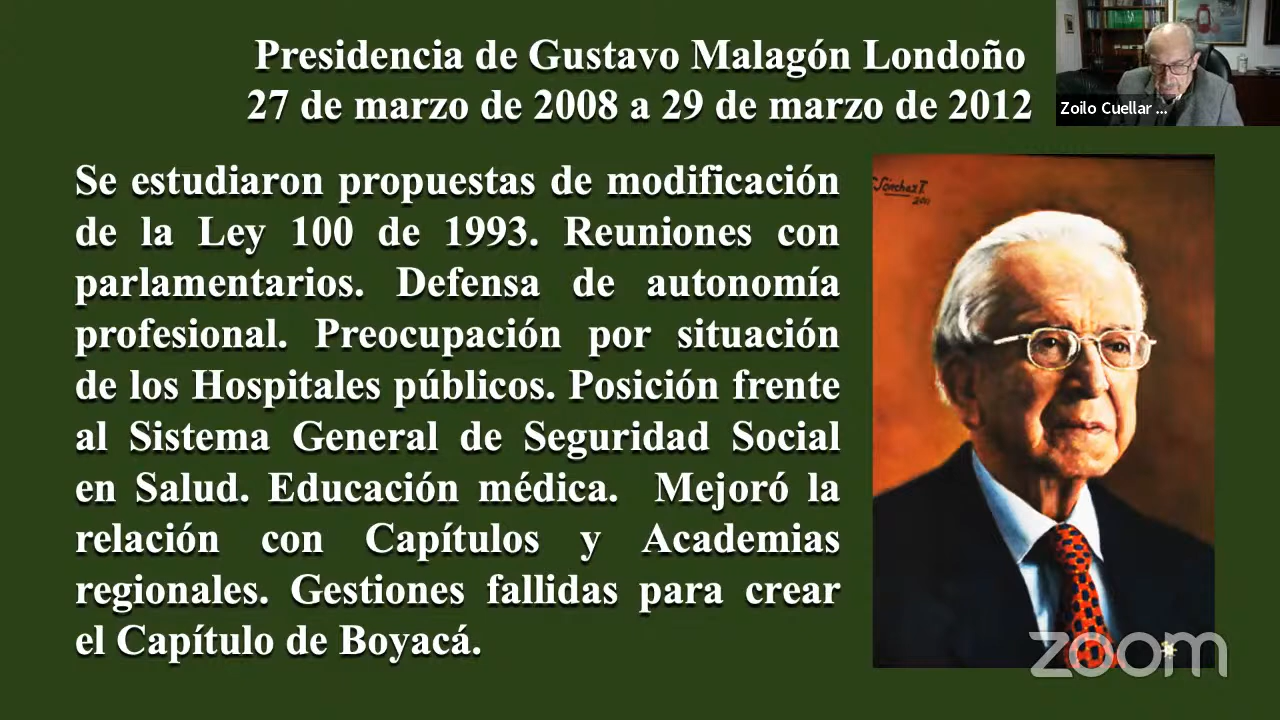 Presidencia de Gustavo Malagón Londoño
27 de marzo de 2008 a 29 de marzo de 2012
Zoilo Cuellar ...
Se estudiaron propuestas de modificación
de la Ley 100 de 1993. Reuniones con
parlamentarios. Defensa de autonomía
profesional. Preocupación por situación
de los Hospitales públicos. Posición frente
al Sistema General de Seguridad Social
en Salud. Educación médica. Mejoró la
relación con Capítulos y Academias
regionales. Gestiones fallidas para crear
el Capítulo de Boyacá.
Sánchez F.
2011
zoom